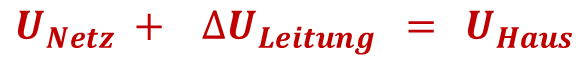 U_Netz + ΔU_Leitung = U_Haus